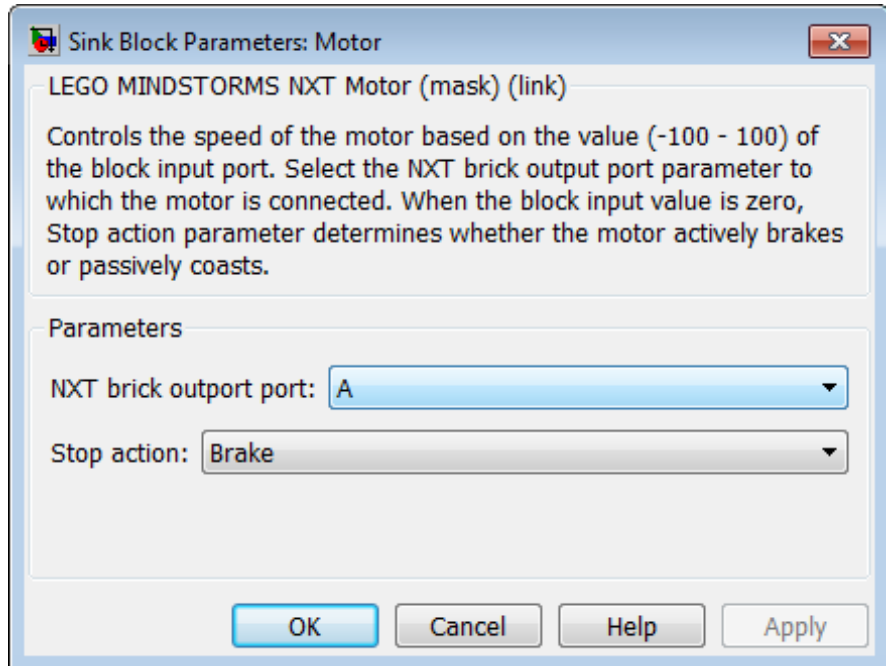 Sink Block Parameters: Motor
LEGO MINDSTORMS NXT Motor (mask) (link)
Controls the speed of the motor based on the value (-100 - 100) of
the block input port. Select the NXT brick output port parameter to
which the motor is connected. When the block input value is zero,
Stop action parameter determines whether the motor actively brakes
or passively coasts.
Parameters
NXT brick outport port: A
Stop action: Brake
OK Cancel Help Apply